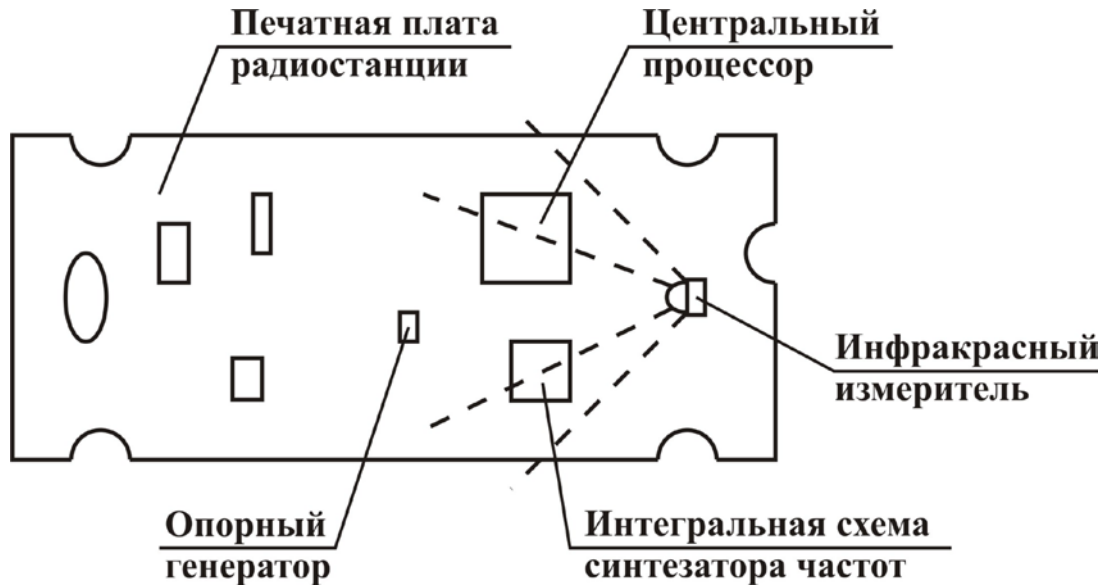 Печатная плата
радиостанции
Центральный
процессор
Инфракрасный
измеритель
Опорный
генератор
Интегральная схема
синтезатора частот